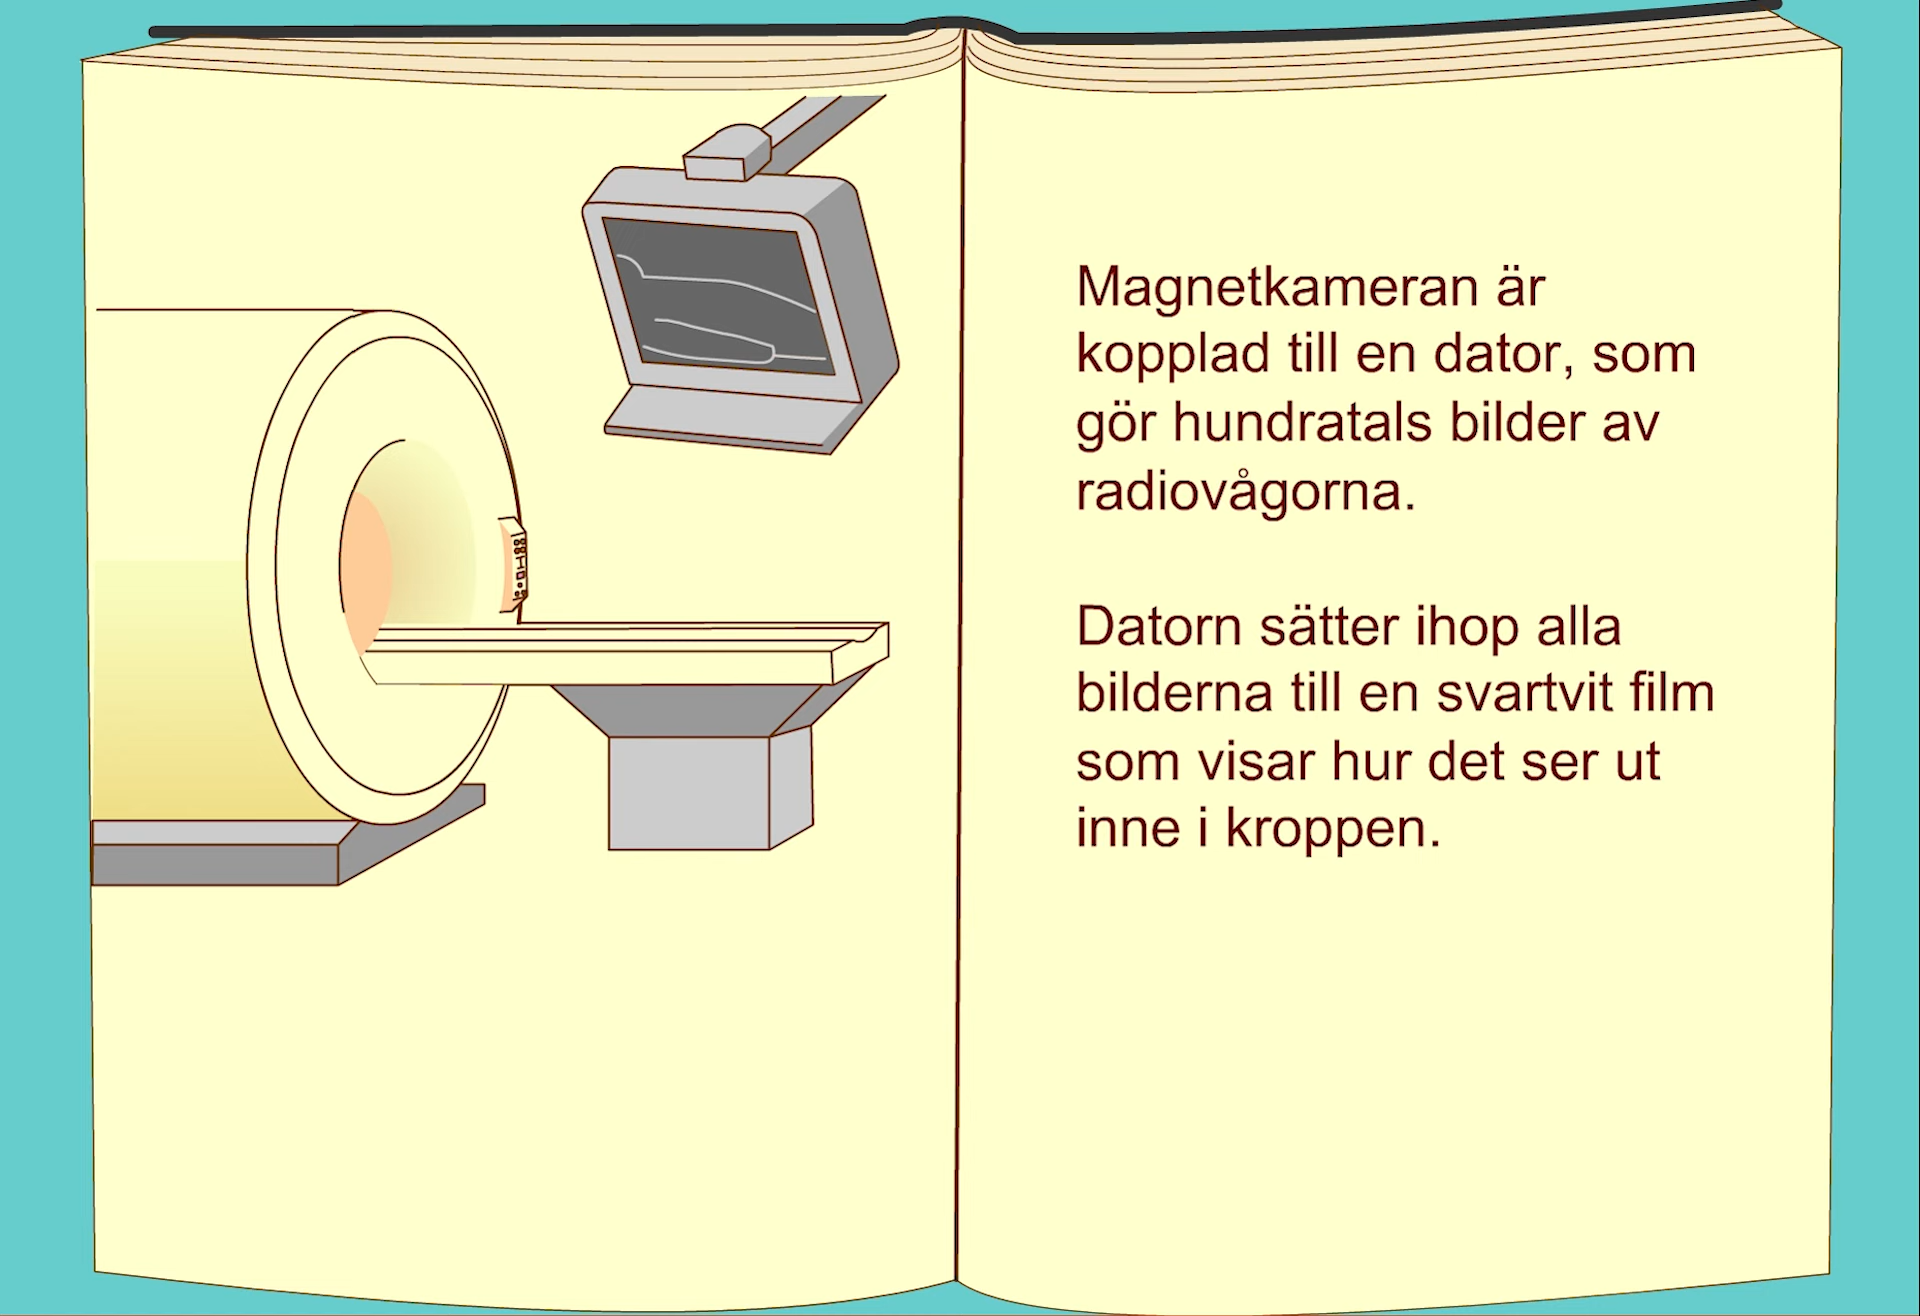 Magnetkameran är
kopplad till en dator, som
gör hundratals bilder av
radiovågorna.
Datorn sätter ihop alla
bilderna till en svartvit film
som visar hur det ser ut
inne i kroppen.